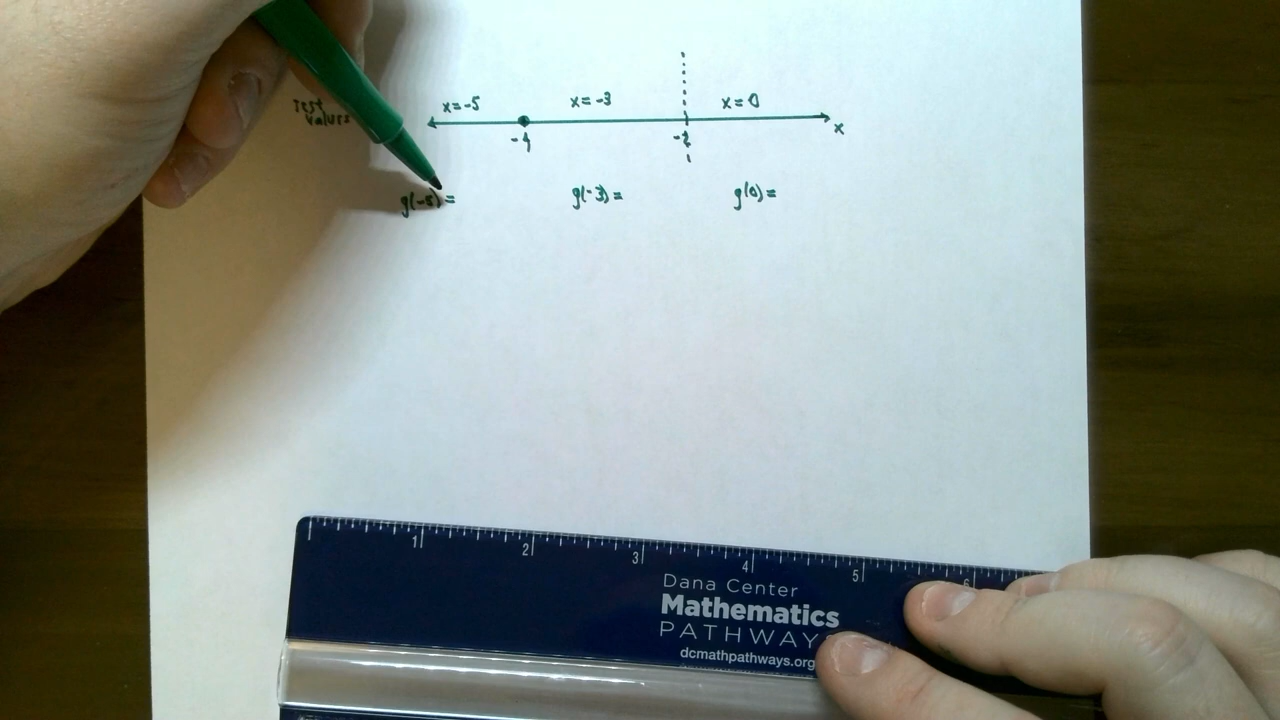 Test values
x=-5 x=-3 x=0
-4 -2 x
g(-5)= g(-3)= g(0)=
1 2 3 4 5 6
Dana Center
Mathematics
PATHWAY
dcmathpathways.org